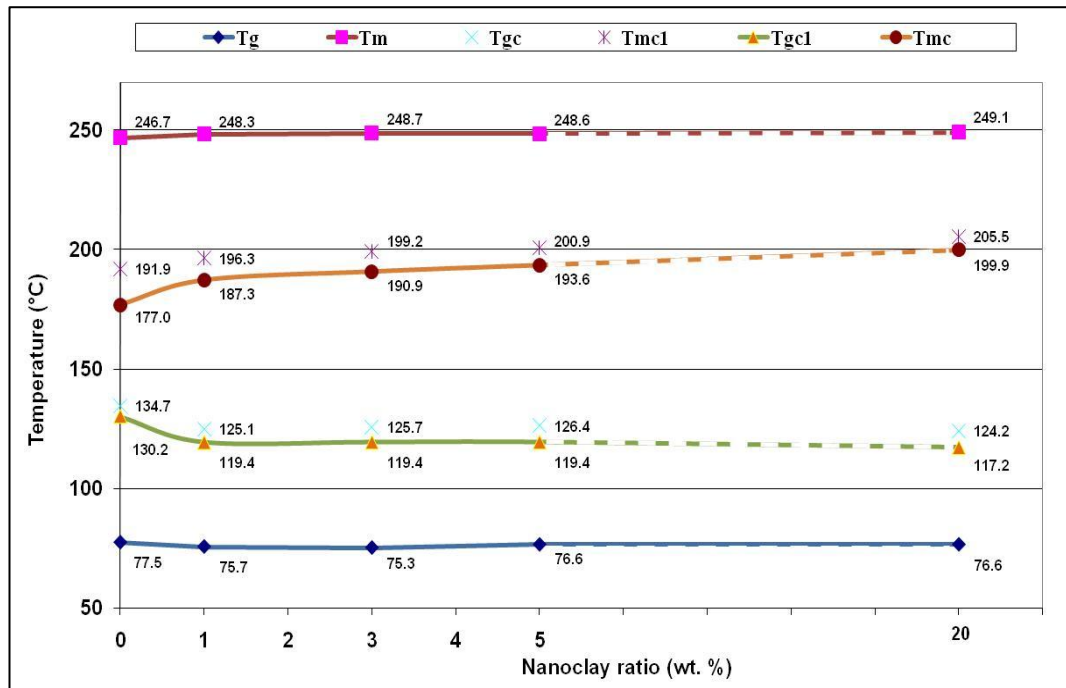 Tg Tm Tgc Tmc1 Tgc1 Tmc
250
246.7 248.3 248.7 248.6 249.1
200
191.9 196.3 199.2 200.9 205.5
177.0 187.3 190.9 193.6 199.9
150
134.7 125.1 125.7 126.4 124.2
130.2 119.4 119.4 119.4 117.2
100
77.5 75.7 75.3 76.6 76.6
50
0 1 2 3 4 5 20
Temperature (°C)
Nanoclay ratio (wt. %)